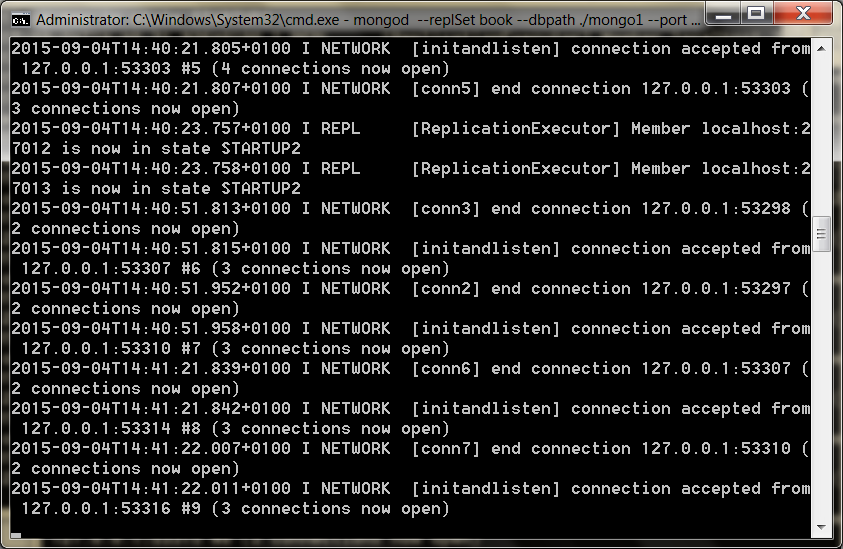 Administrator: C:\Windows\System32\cmd.exe - mongod  --replSet book --dbpath ./mongo1 --port ...
2015-09-04T14:40:21.805+0100 I NETWORK  [initandlisten] connection accepted from
 127.0.0.1:53303 #5 (4 connections now open)
2015-09-04T14:40:21.807+0100 I NETWORK  [conn5] end connection 127.0.0.1:53303 (
3 connections now open)
2015-09-04T14:40:23.757+0100 I REPL     [ReplicationExecutor] Member localhost:2
7012 is now in state STARTUP2
2015-09-04T14:40:23.758+0100 I REPL     [ReplicationExecutor] Member localhost:2
7013 is now in state STARTUP2
2015-09-04T14:40:51.813+0100 I NETWORK  [conn3] end connection 127.0.0.1:53298 (
2 connections now open)
2015-09-04T14:40:51.815+0100 I NETWORK  [initandlisten] connection accepted from
 127.0.0.1:53307 #6 (3 connections now open)
2015-09-04T14:40:51.952+0100 I NETWORK  [conn2] end connection 127.0.0.1:53297 (
2 connections now open)
2015-09-04T14:40:51.958+0100 I NETWORK  [initandlisten] connection accepted from
 127.0.0.1:53310 #7 (3 connections now open)
2015-09-04T14:41:21.839+0100 I NETWORK  [conn6] end connection 127.0.0.1:53307 (
2 connections now open)
2015-09-04T14:41:21.842+0100 I NETWORK  [initandlisten] connection accepted from
 127.0.0.1:53314 #8 (3 connections now open)
2015-09-04T14:41:22.007+0100 I NETWORK  [conn7] end connection 127.0.0.1:53310 (
2 connections now open)
2015-09-04T14:41:22.011+0100 I NETWORK  [initandlisten] connection accepted from
 127.0.0.1:53316 #9 (3 connections now open)